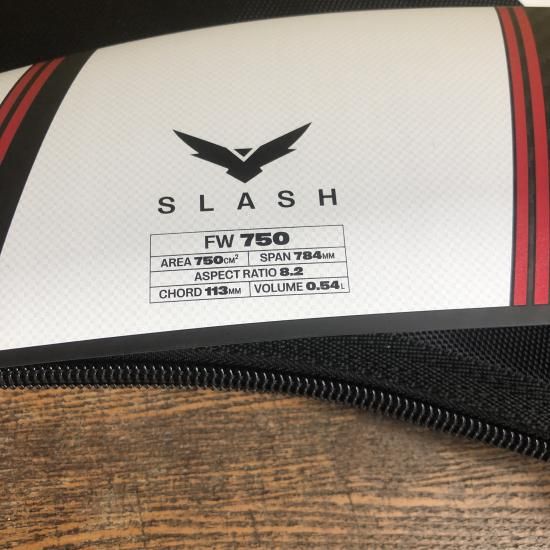 SLASH
FW 750
AREA 750CM² SPAN 784MM
ASPECT RATIO 8.2
CHORD 113MM VOLUME 0.54L